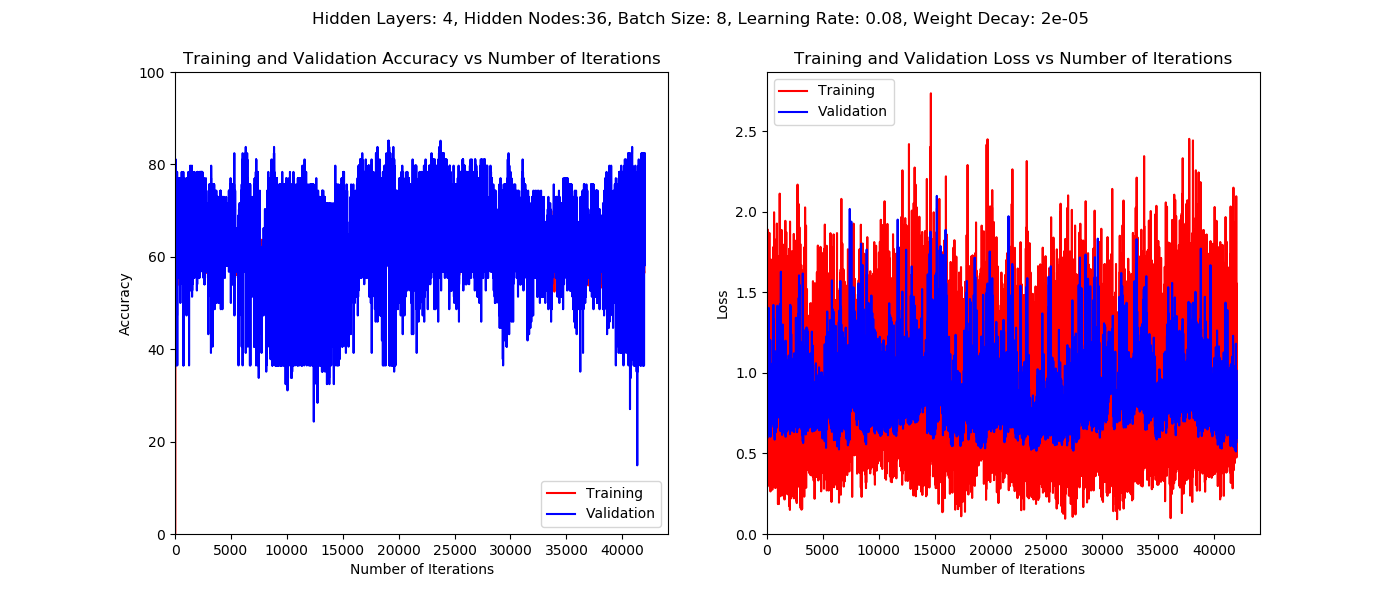 Hidden Layers: 4, Hidden Nodes:36, Batch Size: 8, Learning Rate: 0.08, Weight Decay: 2e-05
Training and Validation Accuracy vs Number of Iterations
100
80
60
40
20
0
Accuracy
0 5000 10000 15000 20000 25000 30000 35000 40000
Number of Iterations
Training
Validation
Training and Validation Loss vs Number of Iterations
Training
Validation
2.5
2.0
1.5
1.0
0.5
0.0
Loss
0 5000 10000 15000 20000 25000 30000 35000 40000
Number of Iterations